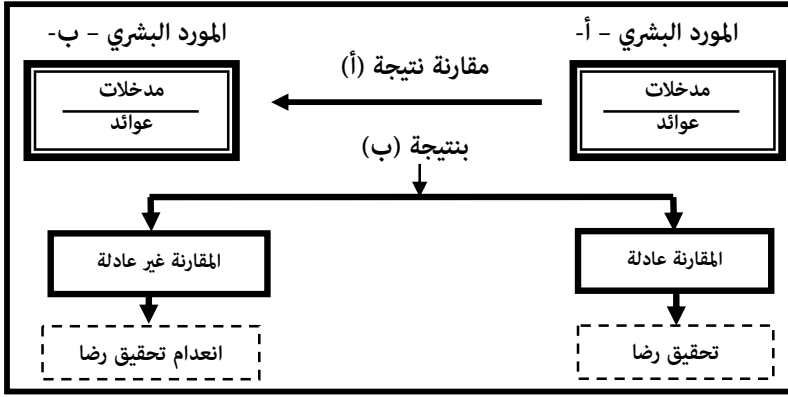 المورد البشري – أ-
المورد البشري – ب-
مدخلات
عوائد
مقارنة نتيجة (أ)
مدخلات
عوائد
بنتيجة (ب)
المقارنة عادلة
المقارنة غير عادلة
تحقيق رضا
انعدام تحقيق رضا